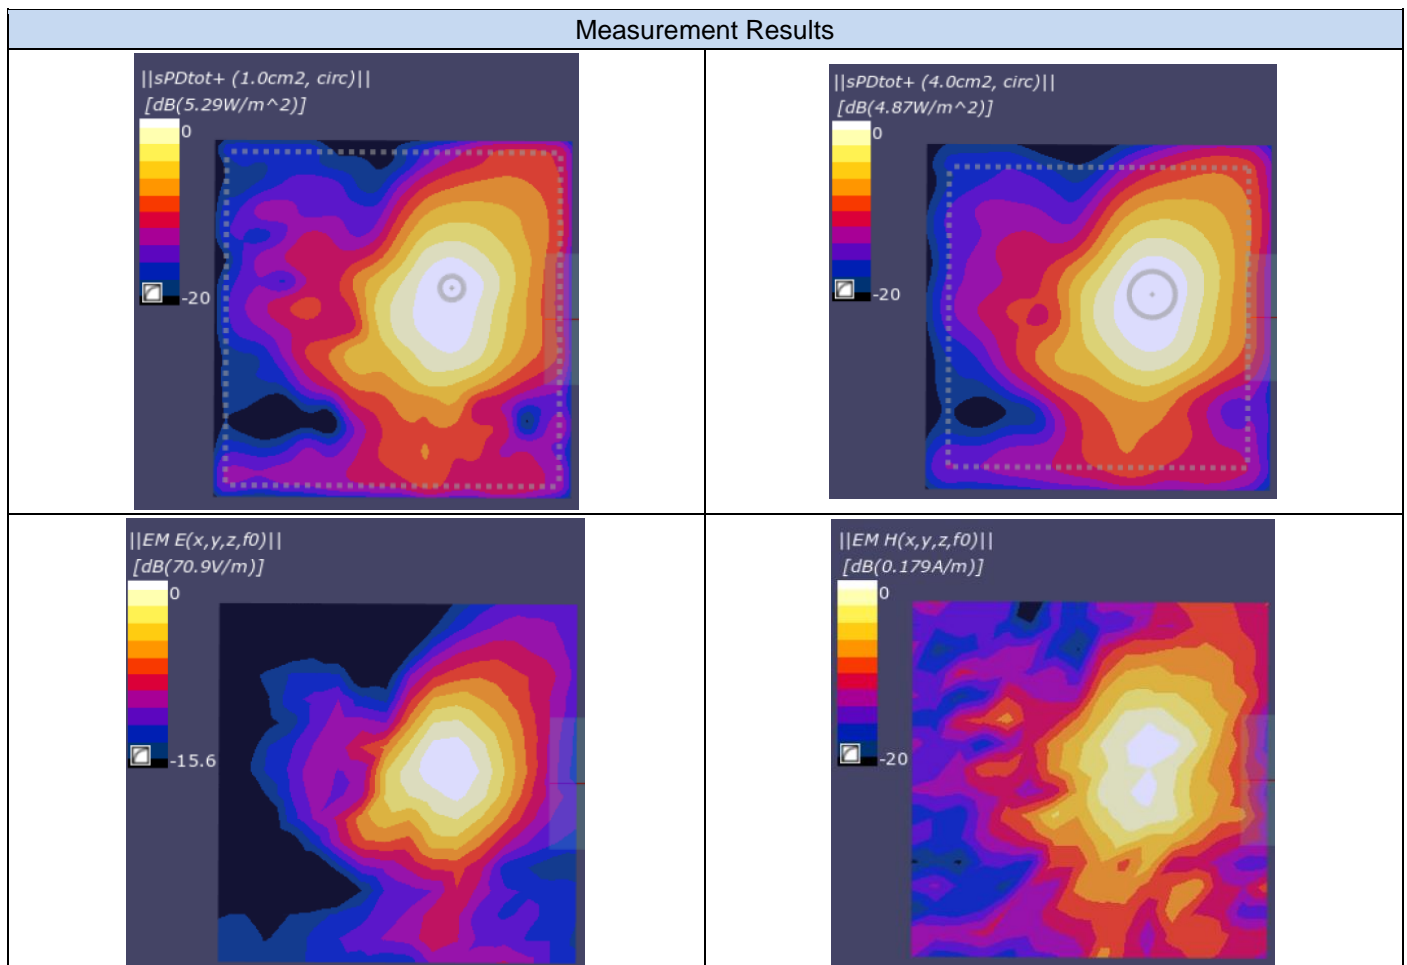 Measurement Results
||sPDtot+ (1.0cm2, circ)||
[dB(5.29W/m^2)]
0
-20
||sPDtot+ (4.0cm2, circ)||
[dB(4.87W/m^2)]
0
-20
||EM E(x,y,z,f0)||
[dB(70.9V/m)]
0
-15.6
||EM H(x,y,z,f0)||
[dB(0.179A/m)]
0
-20